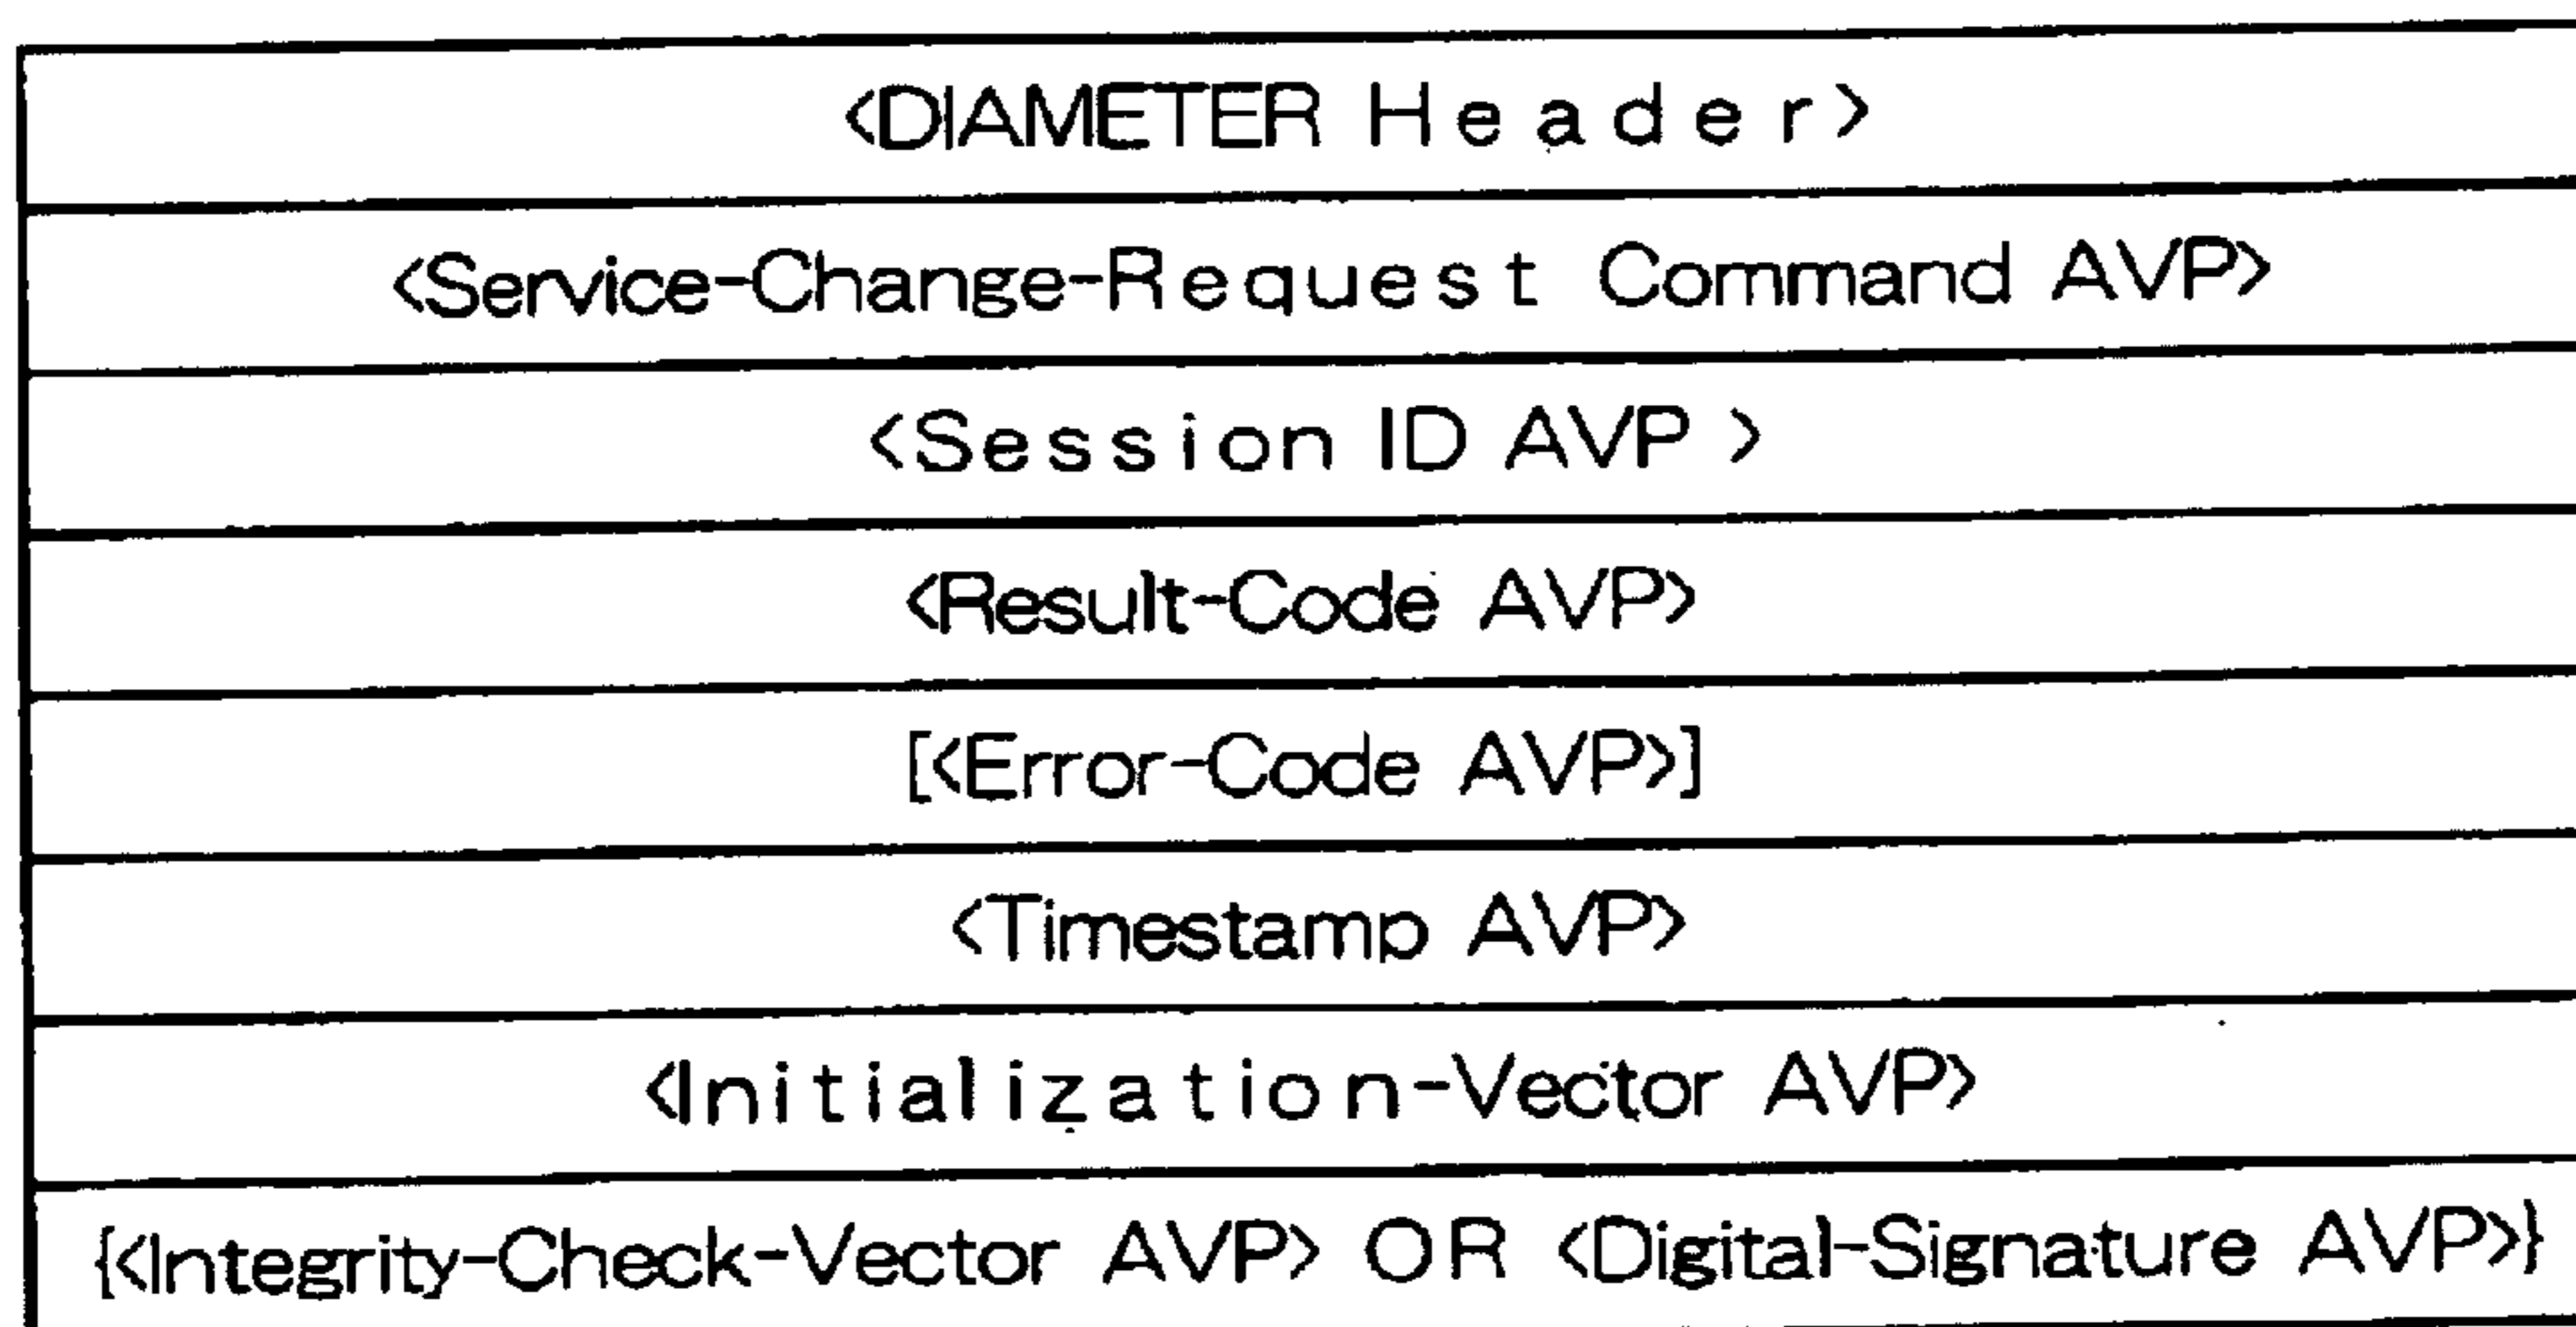 <DIAMETER Header>
<Service-Change-Request Command AVP>
<Session ID AVP >
<Result-Code AVP>
[<Error-Code AVP>]
<Timestamp AVP>
<Initialization-Vector AVP>
{<Integrity-Check-Vector AVP> OR <Digital-Signature AVP>}